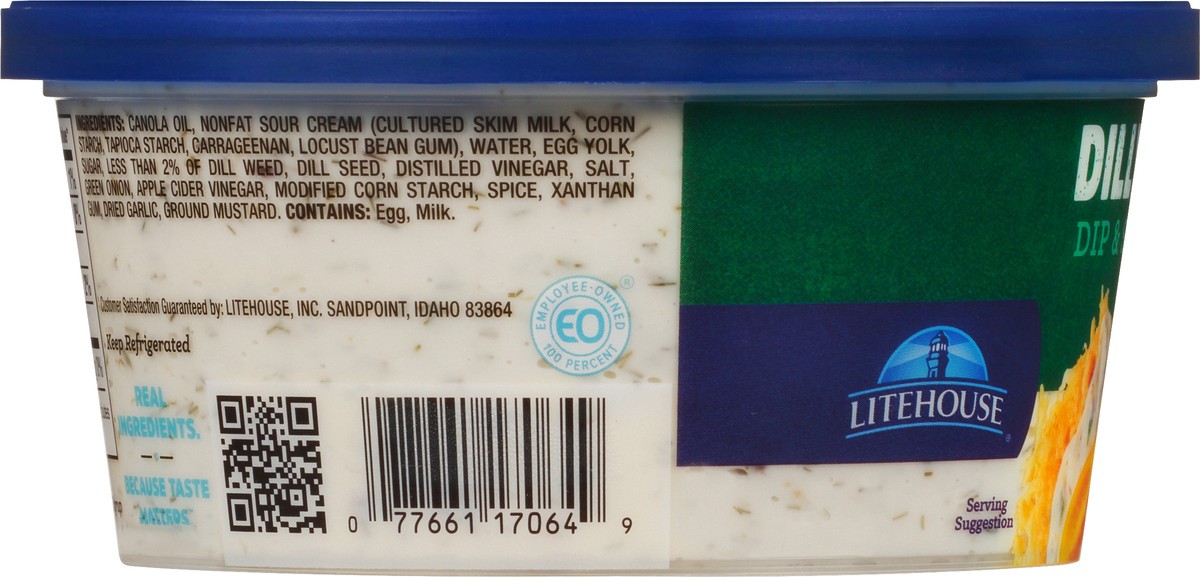 INGREDIENTS: CANOLA OIL, NONFAT SOUR CREAM (CULTURED SKIM MILK, CORN
STARCH, TAPIOCA STARCH, CARRAGEENAN, LOCUST BEAN GUM), WATER, EGG YOLK,
SUGAR, LESS THAN 2% OF DILL WEED, DILL SEED, DISTILLED VINEGAR, SALT,
GREEN ONION, APPLE CIDER VINEGAR, MODIFIED CORN STARCH, SPICE, XANTHAN
GUM, DRIED GARLIC, GROUND MUSTARD. CONTAINS: Egg, Milk.
Customer Satisfaction Guaranteed by: LITEHOUSE, INC. SANDPOINT, IDAHO 83864
Keep Refrigerated
EMPLOYEE-OWNED ®
EO
100 PERCENT
REAL
INGREDIENTS.
BECAUSE TASTE
MATTERS
0 77661 17064 9
DILL
DIP &
LITEHOUSE ®
Serving
Suggestion